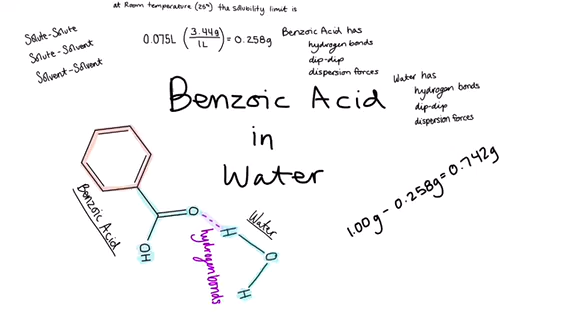 at Room temperature (25°) the solubility limit is
Solute-Solute
Solute-Solvent
Solvent-Solvent
0.075L (3.44g/1L) = 0.258g
Benzoic Acid has
hydrogen bonds
dip-dip
dispersion forces
Water has
hydrogen bonds
dip-dip
dispersion forces
Benzoic Acid
in
Water
1.00g - 0.258g = 0.742g
Benzoic Acid
O
OH
hydrogen bonds
Water
H
O
H